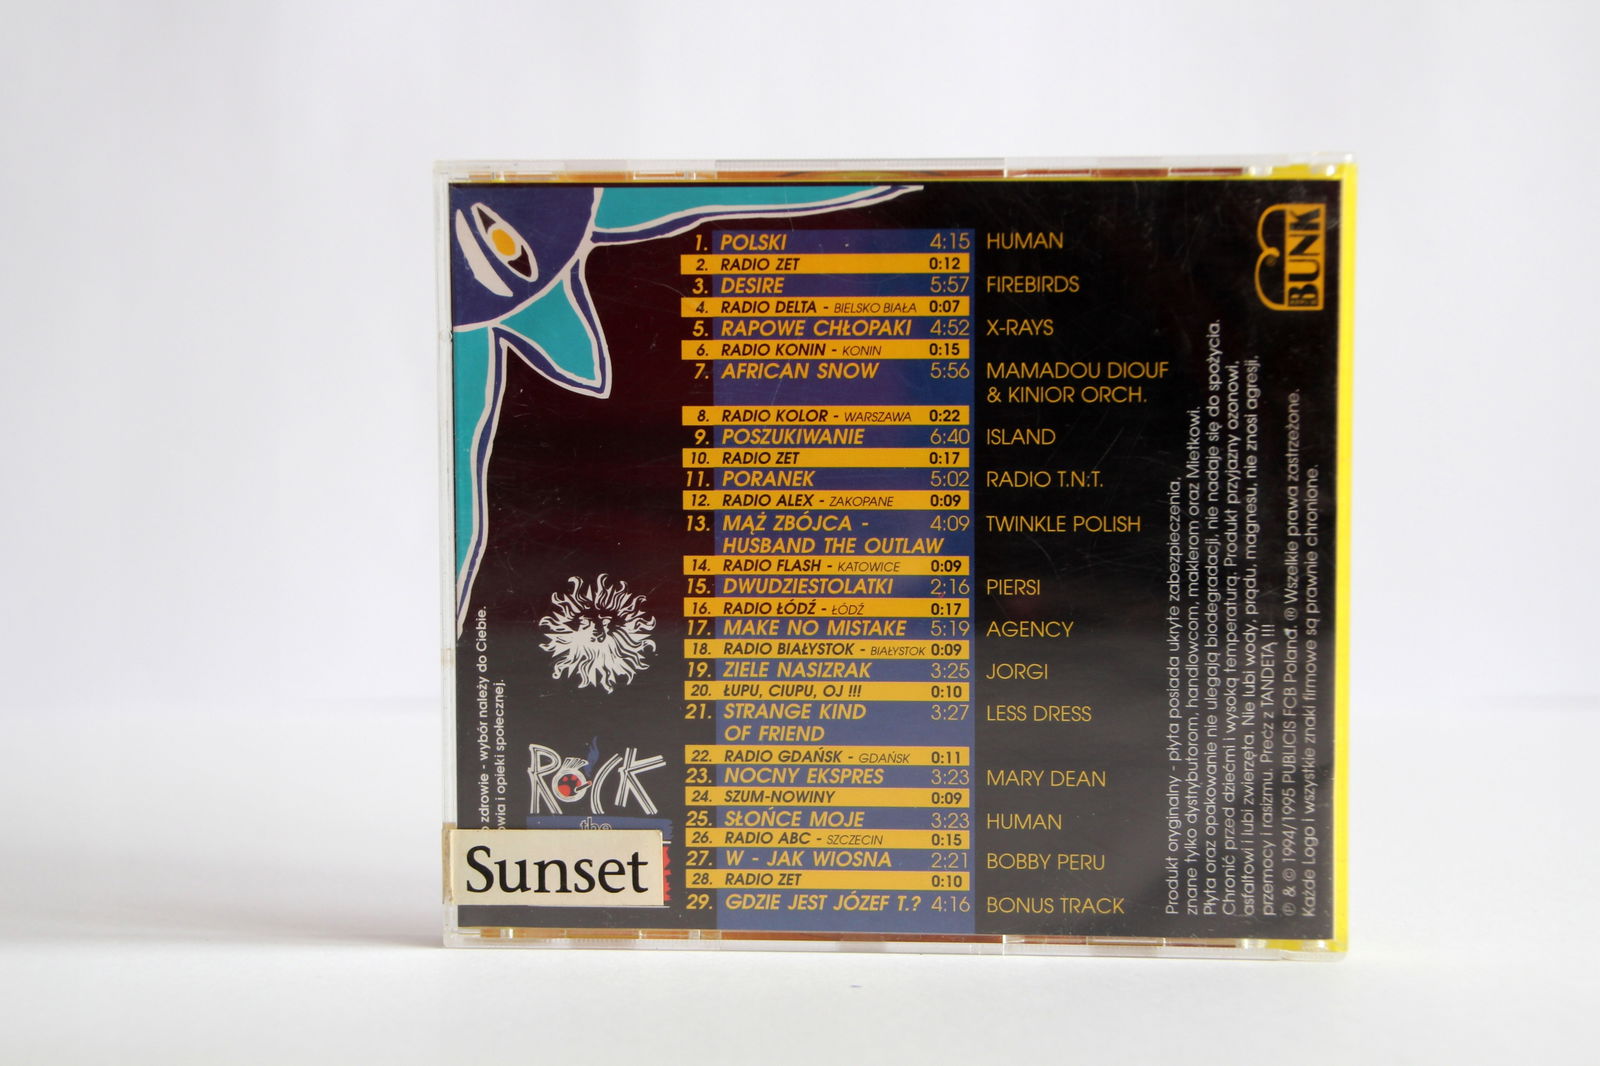 1. POLSKI 4:15 HUMAN
2. RADIO ZET 0:12
3. DESIRE 5:57 FIREBIRDS
4. RADIO DELTA - BIELSKO BIAŁA 0:07
5. RAPOWE CHŁOPAKI 4:52 X-RAYS
6. RADIO KONIN - KONIN 0:15
7. AFRICAN SNOW 5:56 MAMADOU DIOUF
& KINIOR ORCH.
8. RADIO KOLOR - WARSZAWA 0:22
9. POSZUKIWANIE 6:40 ISLAND
10. RADIO ZET 0:17
11. PORANEK 5:02 RADIO T.N.T.
12. RADIO ALEX - ZAKOPANE 0:09
13. MĄŻ ZBÓJCA - 4:09 TWINKLE POLISH
HUSBAND THE OUTLAW
14. RADIO FLASH - KATOWICE 0:09
15. DWUDZIESTOLATKI 2:16 PIERSI
16. RADIO ŁÓDŹ - ŁÓDŹ 0:17
17. MAKE NO MISTAKE 5:19 AGENCY
18. RADIO BIAŁYSTOK - BIAŁYSTOK 0:09
19. ZIELE NASIZRAK 3:25 JORGI
20. ŁUPU, CIUPU, OJ !!! 0:10
21. STRANGE KIND 3:27 LESS DRESS
OF FRIEND
22. RADIO GDAŃSK - GDAŃSK 0:11
23. NOCNY EKSPRES 3:23 MARY DEAN
24. SZUM-NOWINY 0:09
25. SŁOŃCE MOJE 3:23 HUMAN
26. RADIO ABC - SZCZECIN 0:15
27. W - JAK WIOSNA 2:21 BOBBY PERU
28. RADIO ZET 0:10
29. GDZIE JEST JÓZEF T.? 4:16 BONUS TRACK
BUNK
Produkt oryginalny - płyta posiada ukryte zabezpieczenia,
znane tylko dystrybutorom, handlowcom, maklerom oraz Mietkowi.
Płyta oraz opakowanie nie ulegają biodegradacji, nie nadaje się do spożycia.
Chronić przed dziećmi i wysoką temperaturą. Produkt przyjazny ozonowi,
asfaltowi i lubi zwierzęta. Nie lubi wody, prądu, magnesu, nie znosi agresji,
przemocy i rasizmu. Precz z TANDETĄ !!!
℗ & © 1994/1995 PUBLICIS FCB Poland. ® Wszelkie prawa zastrzeżone.
Każde Logo i wszystkie znaki firmowe są prawnie chronione.
zdrowie - wybór należy do Ciebie.
i opieki społecznej.
ROCK
the
Sunset